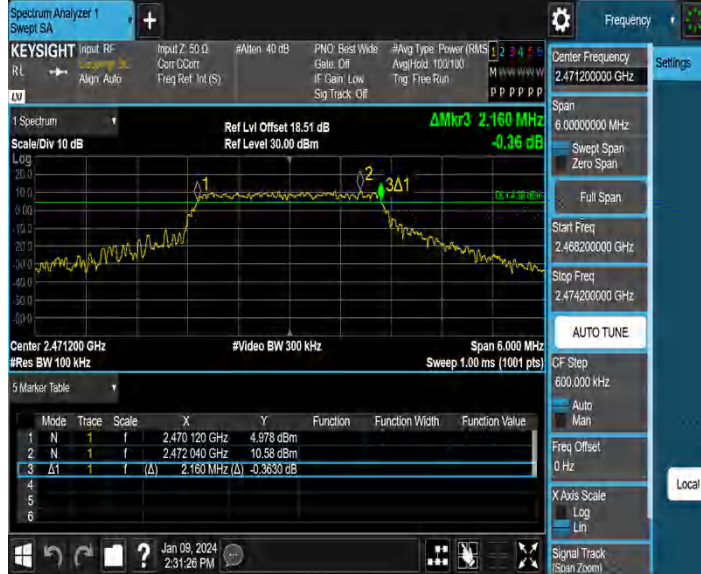 Spectrum Analyzer 1
Swept SA
+
Frequency
KEYSIGHT
RL
Input: RF
Align: Auto
Input Z: 50 Ω
Corr CCorr
Freq Ref: Int (S)
#Atten: 40 dB
PNO: Best Wide
Gate: Off
IF Gain: Low
Sig Track: Off
#Avg Type: Power (RMS
Avg|Hold: 100/100
Trig: Free Run
1 2 3 4 5 6
M W W W W W
P P P P P P
LXI
1 Spectrum
Scale/Div 10 dB
Ref Lvl Offset 18.51 dB
Ref Level 30.00 dBm
ΔMkr3 2.160 MHz
-0.36 dB
Log
20.0
10.0
0.00
-10.0
-20.0
-30.0
-40.0
-50.0
-60.0
1
2
3Δ1
Center 2.471200 GHz
#Res BW 100 kHz
#Video BW 300 kHz
Span 6.000 MHz
Sweep 1.00 ms (1001 pts)
5 Marker Table
Mode Trace Scale X Y Function Function Width Function Value
1 N 1 f 2.470 120 GHz 4.978 dBm
2 N 1 f 2.472 040 GHz 10.58 dBm
3 Δ1 1 f (Δ) 2.160 MHz (Δ) -0.3630 dB
4
5
6
Jan 09, 2024
2:31:26 PM
?
Center Frequency
2.471200000 GHz
Span
6.00000000 MHz
Swept Span
Zero Span
Full Span
Start Freq
2.468200000 GHz
Stop Freq
2.474200000 GHz
AUTO TUNE
CF Step
600.000 kHz
Auto
Man
Freq Offset
0 Hz
X Axis Scale
Log
Lin
Signal Track
(Span Zoom)
Settings
Local